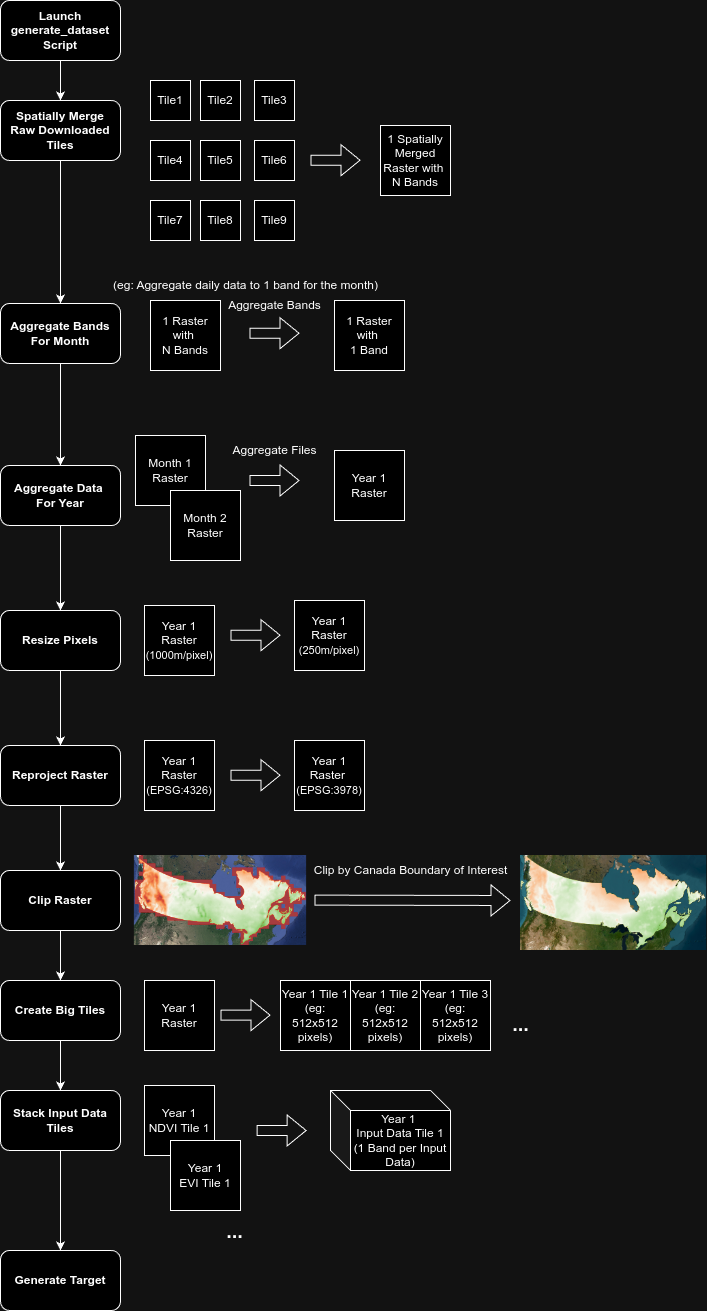 Launch
generate_dataset
Script
Spatially Merge
Raw Downloaded
Tiles
Tile1
Tile2
Tile3
Tile4
Tile5
Tile6
Tile7
Tile8
Tile9
1 Spatially
Merged
Raster with
N Bands
(eg: Aggregate daily data to 1 band for the month)
Aggregate Bands
For Month
1 Raster
with
N Bands
Aggregate Bands
1 Raster
with
1 Band
Aggregate Data
For Year
Month 1
Raster
Month 2
Raster
Aggregate Files
Year 1
Raster
Resize Pixels
Year 1
Raster
(1000m/pixel)
Year 1
Raster
(250m/pixel)
Reproject Raster
Year 1
Raster
(EPSG:4326)
Year 1
Raster
(EPSG:3978)
Clip Raster
Clip by Canada Boundary of Interest
Create Big Tiles
Year 1
Raster
Year 1 Tile 1
(eg:
512x512
pixels)
Year 1 Tile 2
(eg:
512x512
pixels)
Year 1 Tile 3
(eg:
512x512
pixels)
...
Stack Input Data
Tiles
Year 1
NDVI Tile 1
Year 1
EVI Tile 1
...
Year 1
Input Data Tile 1
(1 Band per Input
Data)
Generate Target